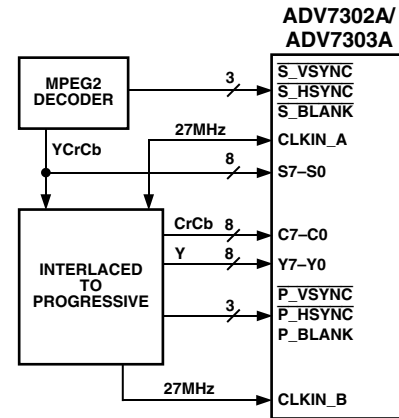 ADV7302A/
ADV7303A
MPEG2
DECODER
3
S_VSYNC
S_HSYNC
S_BLANK
27MHz
CLKIN_A
YCrCb
8
S7–S0
CrCb 8
C7–C0
Y 8
Y7–Y0
INTERLACED
TO
PROGRESSIVE
3
P_VSYNC
P_HSYNC
P_BLANK
27MHz
CLKIN_B